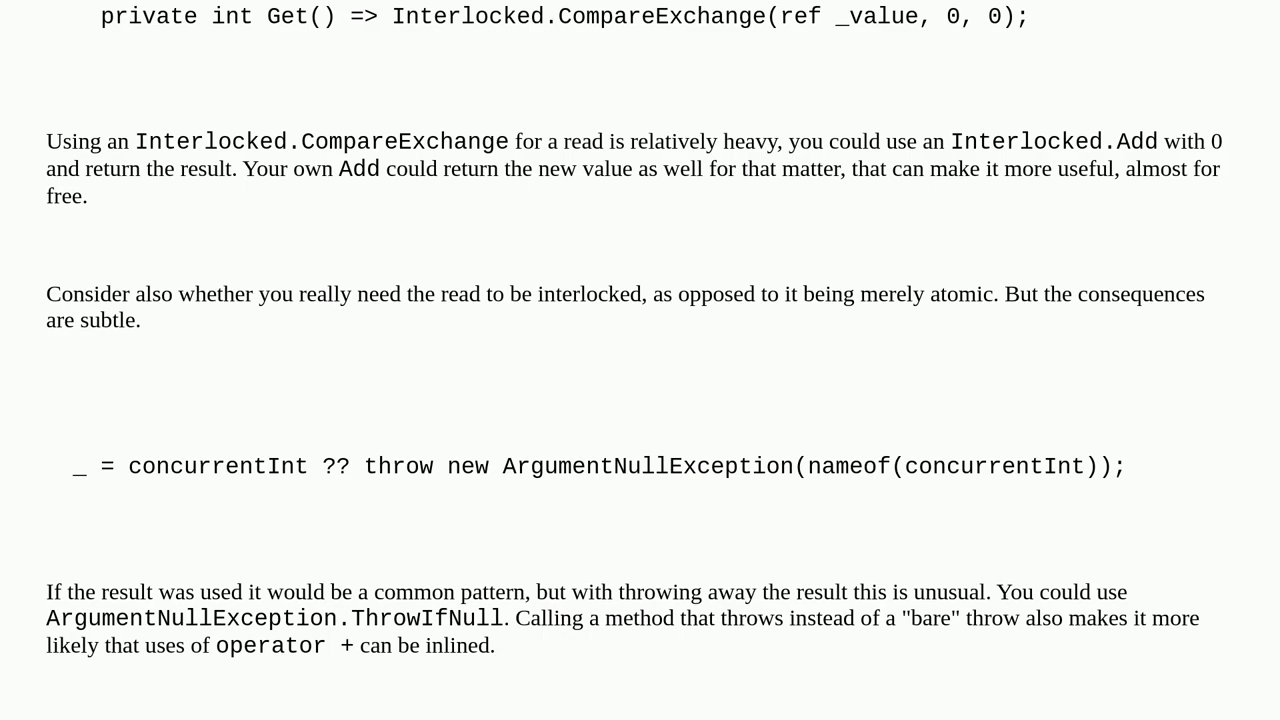 private int Get() => Interlocked.CompareExchange(ref _value, 0, 0);
Using an Interlocked.CompareExchange for a read is relatively heavy, you could use an Interlocked.Add with 0
and return the result. Your own Add could return the new value as well for that matter, that can make it more useful, almost for
free.
Consider also whether you really need the read to be interlocked, as opposed to it being merely atomic. But the consequences
are subtle.
_ = concurrentInt ?? throw new ArgumentNullException(nameof(concurrentInt));
If the result was used it would be a common pattern, but with throwing away the result this is unusual. You could use
ArgumentNullException.ThrowIfNull. Calling a method that throws instead of a "bare" throw also makes it more
likely that uses of operator + can be inlined.